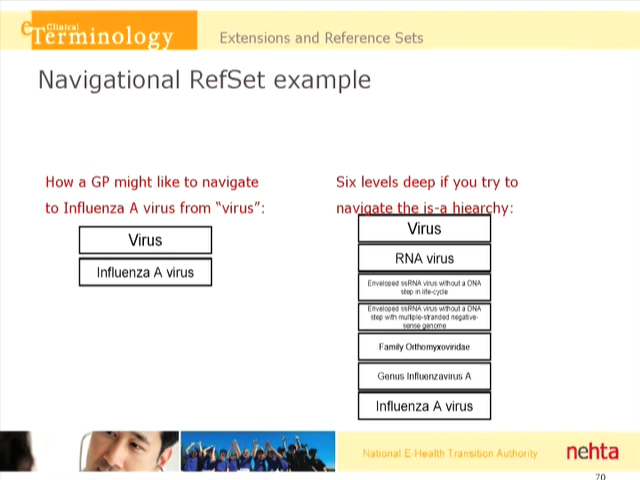 eClinical
Terminology
Extensions and Reference Sets
Navigational RefSet example
How a GP might like to navigate
to Influenza A virus from “virus”:
Virus
Influenza A virus
Six levels deep if you try to
navigate the is-a hiearchy:
Virus
RNA virus
Enveloped ssRNA virus without a DNA
step in life-cycle
Enveloped ssRNA virus without a DNA
step with multiple-stranded negative-
sense genome
Family Orthomyxoviridae
Genus Influenzavirus A
Influenza A virus
National E-Health Transition Authority
nehta
70